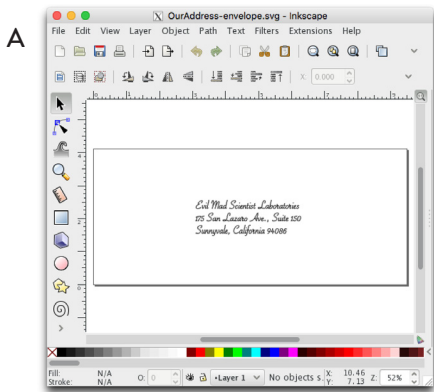 A
OurAddress-envelope.svg - Inkscape
File Edit View Layer Object Path Text Filters Extensions Help
X: 0.000
Evil Mad Scientist Laboratories
175 San Lazaro Ave., Suite 150
Sunnyvale, California 94086
Fill: N/A O: 0 •Layer 1 No objects s X: 10.46 Z: 52%
Stroke: N/A Y: 7.13